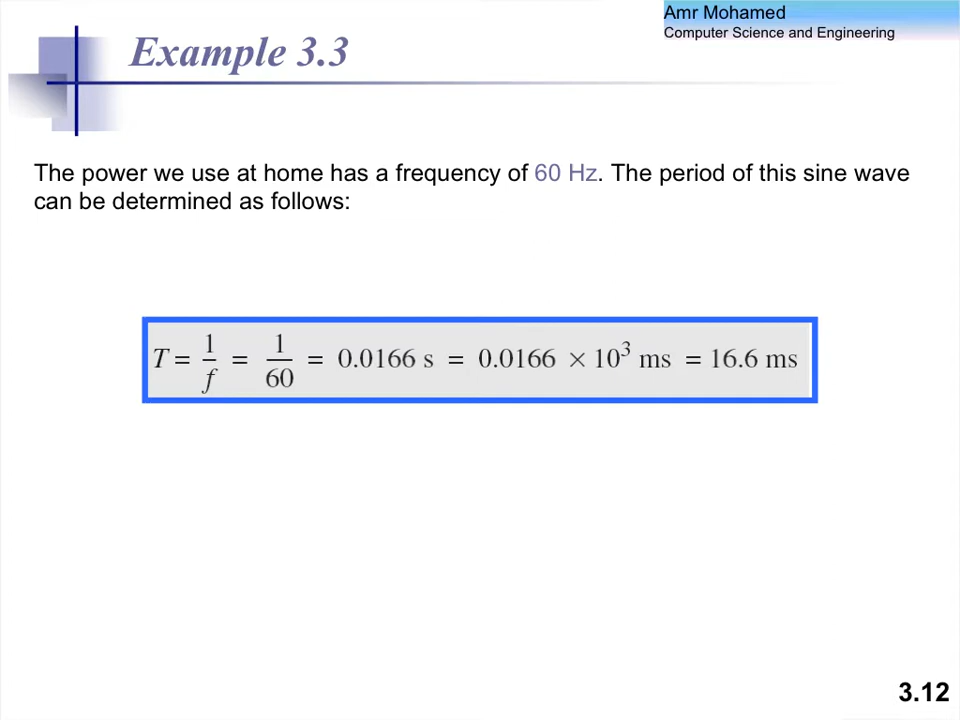 Amr Mohamed
Computer Science and Engineering
Example 3.3
The power we use at home has a frequency of 60 Hz. The period of this sine wave
can be determined as follows:
T = 1/f = 1/60 = 0.0166 s = 0.0166 × 10³ ms = 16.6 ms
3.12